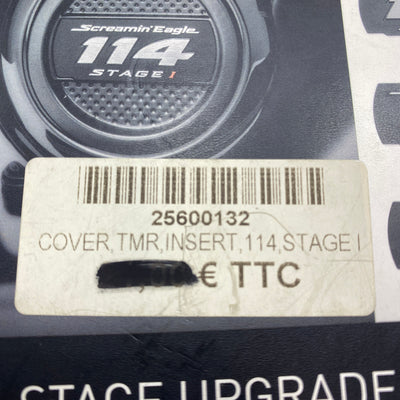 Screamin' Eagle
114
STAGE I
25600132
COVER,TMR,INSERT,114,STAGE I
€ TTC
STAGE UPGRADE